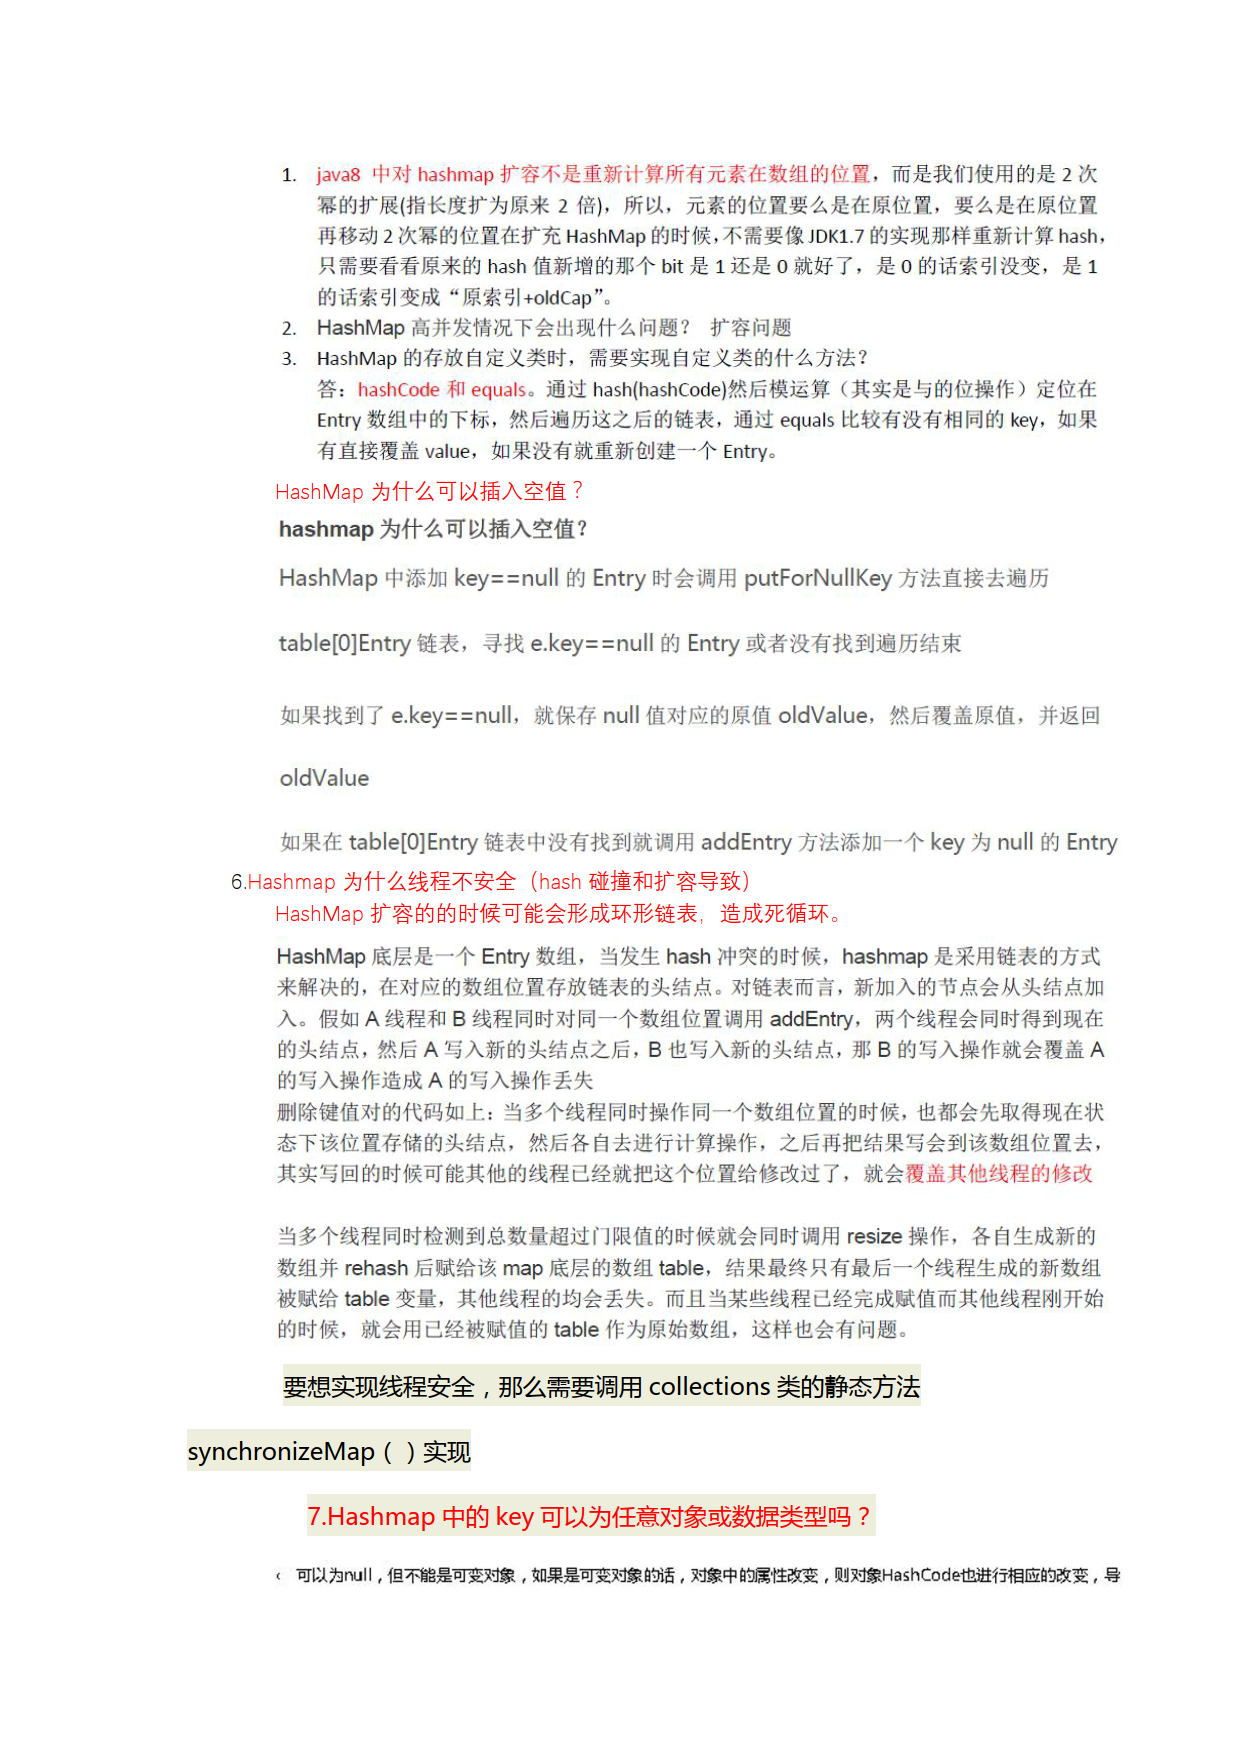 1. java8 中对 hashmap 扩容不是重新计算所有元素在数组的位置，而是我们使用的是 2 次
幂的扩展(指长度扩为原来 2 倍)，所以，元素的位置要么是在原位置，要么是在原位置
再移动 2 次幂的位置在扩充 HashMap 的时候，不需要像 JDK1.7 的实现那样重新计算 hash，
只需要看看原来的 hash 值新增的那个 bit 是 1 还是 0 就好了，是 0 的话索引没变，是 1
的话索引变成“原索引+oldCap”。
2. HashMap 高并发情况下会出现什么问题？ 扩容问题
3. HashMap 的存放自定义类时，需要实现自定义类的什么方法？
答：hashCode 和 equals。通过 hash(hashCode)然后模运算（其实是与的位操作）定位在
Entry 数组中的下标，然后遍历这之后的链表，通过 equals 比较有没有相同的 key，如果
有直接覆盖 value，如果没有就重新创建一个 Entry。
HashMap 为什么可以插入空值？
hashmap 为什么可以插入空值？
HashMap 中添加 key==null 的 Entry 时会调用 putForNullKey 方法直接去遍历
table[0]Entry 链表，寻找 e.key==null 的 Entry 或者没有找到遍历结束
如果找到了 e.key==null，就保存 null 值对应的原值 oldValue，然后覆盖原值，并返回
oldValue
如果在 table[0]Entry 链表中没有找到就调用 addEntry 方法添加一个 key 为 null 的 Entry
6.Hashmap 为什么线程不安全（hash 碰撞和扩容导致）
HashMap 扩容的的时候可能会形成环形链表，造成死循环。
HashMap 底层是一个 Entry 数组，当发生 hash 冲突的时候，hashmap 是采用链表的方式
来解决的，在对应的数组位置存放链表的头结点。对链表而言，新加入的节点会从头结点加
入。假如 A 线程和 B 线程同时对同一个数组位置调用 addEntry，两个线程会同时得到现在
的头结点，然后 A 写入新的头结点之后，B 也写入新的头结点，那 B 的写入操作就会覆盖 A
的写入操作造成 A 的写入操作丢失
删除键值对的代码如上：当多个线程同时操作同一个数组位置的时候，也都会先取得现在状
态下该位置存储的头结点，然后各自去进行计算操作，之后再把结果写会到该数组位置去，
其实写回的时候可能其他的线程已经就把这个位置给修改过了，就会覆盖其他线程的修改
当多个线程同时检测到总数量超过门限值的时候就会同时调用 resize 操作，各自生成新的
数组并 rehash 后赋给该 map 底层的数组 table，结果最终只有最后一个线程生成的新数组
被赋给 table 变量，其他线程的均会丢失。而且当某些线程已经完成赋值而其他线程刚开始
的时候，就会用已经被赋值的 table 作为原始数组，这样也会有问题。
要想实现线程安全，那么需要调用 collections 类的静态方法
synchronizeMap（）实现
7.Hashmap 中的 key 可以为任意对象或数据类型吗？
‹ 可以为null，但不能是可变对象，如果是可变对象的话，对象中的属性改变，则对象HashCode也进行相应的改变，导